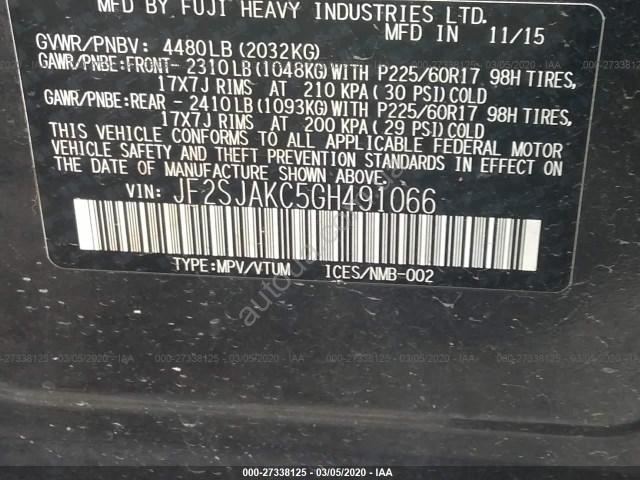 MFD BY FUJI HEAVY INDUSTRIES LTD.
MFD IN 11/15
GVWR/PNBV: 4480LB(2032KG)
GAWR/PNBE:FRONT- 2310LB(1048KG)WITH P225/60R17 98H TIRES,
17X7J RIMS AT 210 KPA(30 PSI)COLD
GAWR/PNBE:REAR - 2410LB(1093KG)WITH P225/60R17 98H TIRES,
17X7J RIMS AT 200 KPA(29 PSI)COLD
THIS VEHICLE CONFORMS TO ALL APPLICABLE FEDERAL MOTOR
VEHICLE SAFETY AND THEFT PREVENTION STANDARDS IN EFFECT ON
THE DATE OF MANUFACTURE SHOWN ABOVE.
VIN: JF2SJAKC5GH491066
TYPE:MPV/VTUM ICES/NMB-002
000-27338125 · 03/05/2020 · IAA